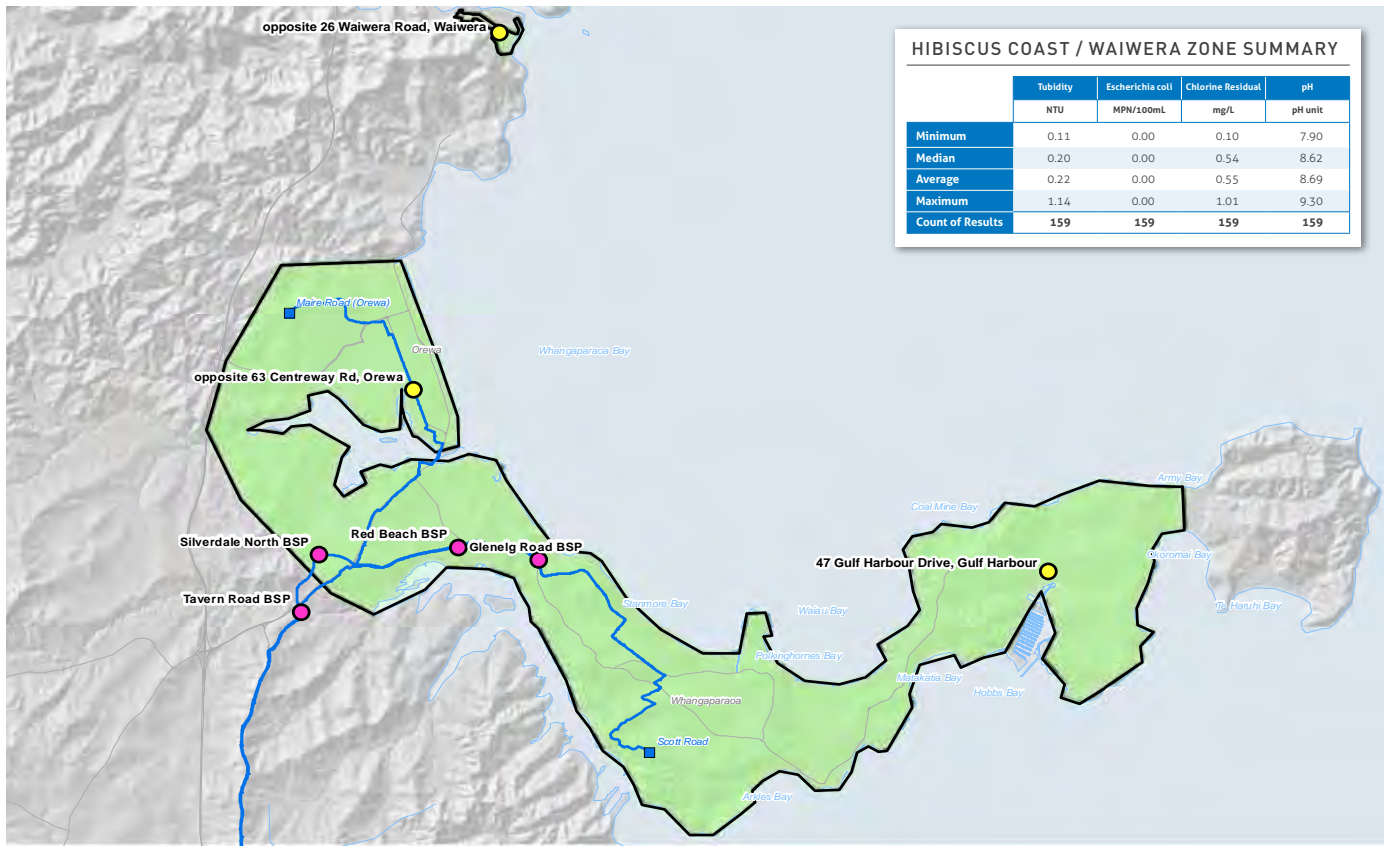 opposite 26 Waiwera Road, Waiwera
HIBISCUS COAST / WAIWERA ZONE SUMMARY
Tubidity Escherichia coli Chlorine Residual pH
NTU MPN/100mL mg/L pH unit
Minimum 0.11 0.00 0.10 7.90
Median 0.20 0.00 0.54 8.62
Average 0.22 0.00 0.55 8.69
Maximum 1.14 0.00 1.01 9.30
Count of Results 159 159 159 159
Maire Road (Orewa)
Orewa
Whangaparaoa Bay
opposite 63 Centreway Rd, Orewa
Army Bay
Coal Mine Bay
Red Beach BSP
Silverdale North BSP
Glenelg Road BSP
Okoromai Bay
47 Gulf Harbour Drive, Gulf Harbour
Tavern Road BSP
Stanmore Bay
Waiau Bay
Te Haruhi Bay
Polkinghornes Bay
Matakatia Bay
Hobbs Bay
Whangaparaoa
Scott Road
Arkles Bay